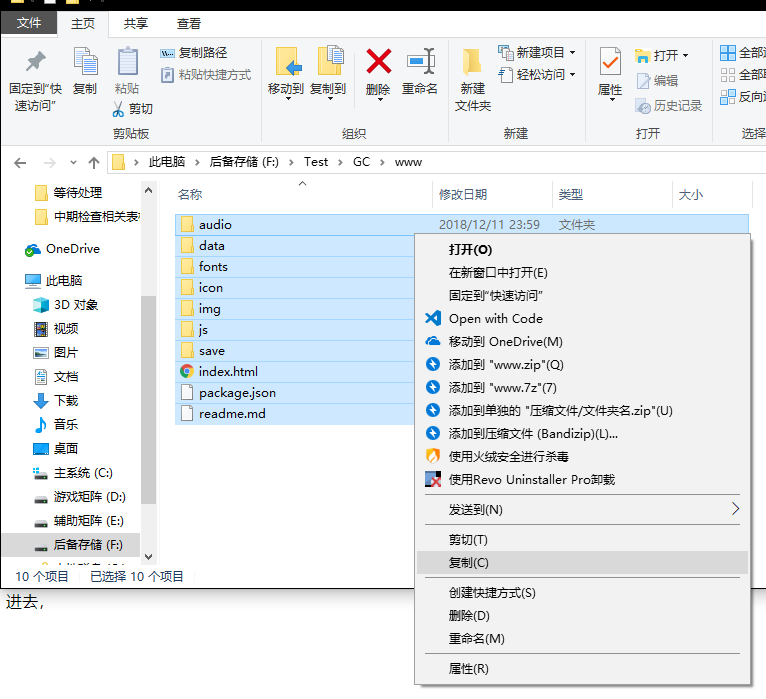 文件 主页 共享 查看
固定到“快速访问”
复制
粘贴
复制路径
粘贴快捷方式
剪切
剪贴板
移动到 复制到 删除 重命名
组织
新建文件夹
新建项目
轻松访问
新建
属性
打开
编辑
历史记录
打开
全部
全部
反向
选择
此电脑 后备存储 (F:) Test GC www
名称 修改日期 类型 大小
等待处理
中期检查相关表
OneDrive
此电脑
3D 对象
视频
图片
文档
下载
音乐
桌面
主系统 (C:)
游戏矩阵 (D:)
辅助矩阵 (E:)
后备存储 (F:)
audio 2018/12/11 23:59 文件夹
data
fonts
icon
img
js
save
index.html
package.json
readme.md
打开(O)
在新窗口中打开(E)
固定到“快速访问”
Open with Code
移动到 OneDrive(M)
添加到 "www.zip"(Q)
添加到 "www.7z"(7)
添加到单独的 "压缩文件/文件夹名.zip"(U)
添加到压缩文件 (Bandizip)(L)...
使用火绒安全进行杀毒
使用Revo Uninstaller Pro卸载
发送到(N)
剪切(T)
复制(C)
创建快捷方式(S)
删除(D)
重命名(M)
属性(R)
10 个项目 已选择 10 个项目
进去，